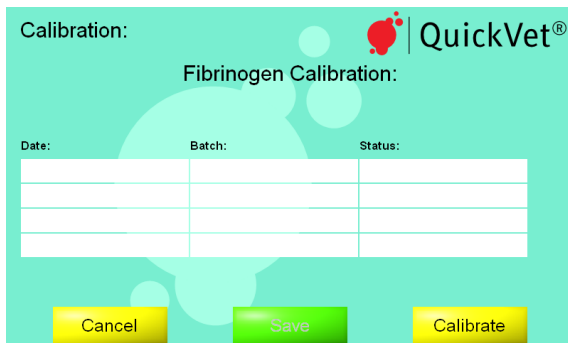 Calibration:
QuickVet®
Fibrinogen Calibration:
Date: Batch: Status:
Cancel Save Calibrate